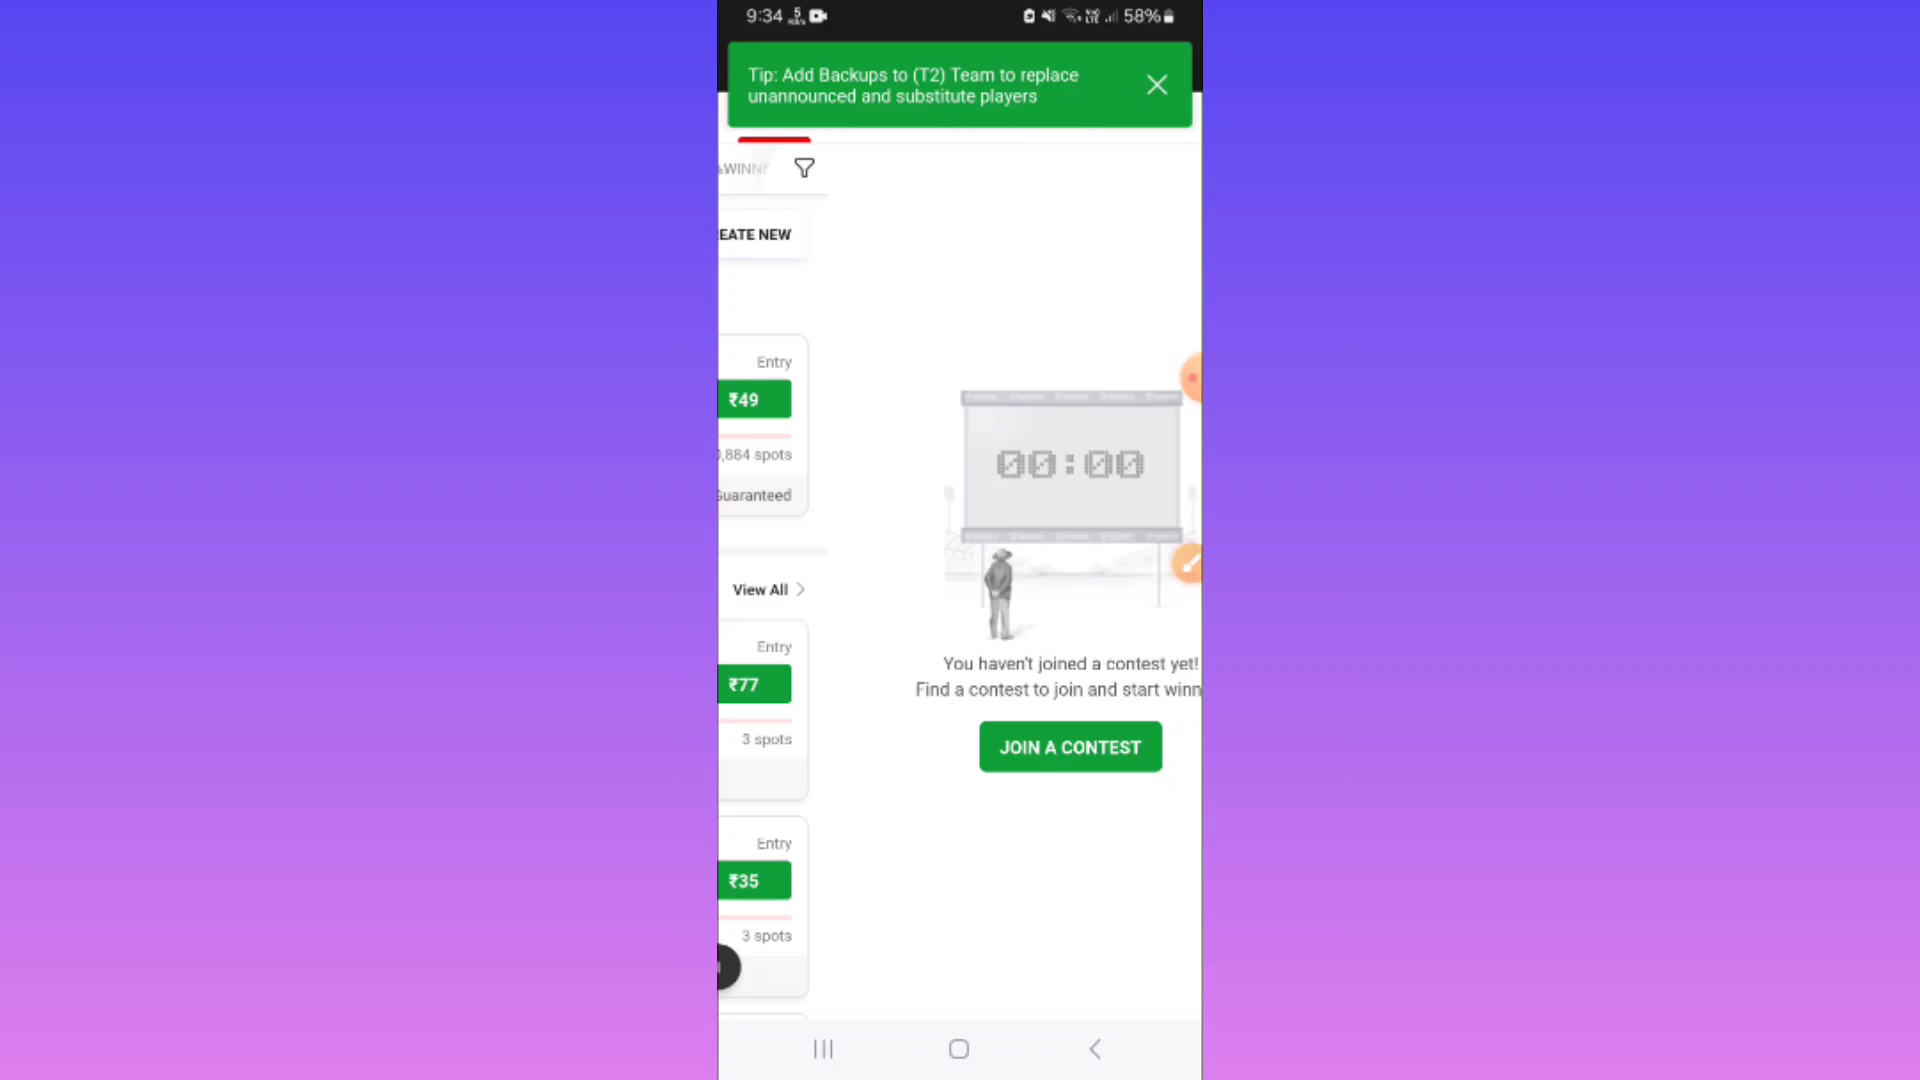 9:34
58%
Tip: Add Backups to (T2) Team to replace
unannounced and substitute players
EATE NEW
Entry
₹49
,884 spots
Guaranteed
View All
Entry
₹77
3 spots
Entry
₹35
3 spots
00:00
You haven't joined a contest yet!
Find a contest to join and start winn
JOIN A CONTEST